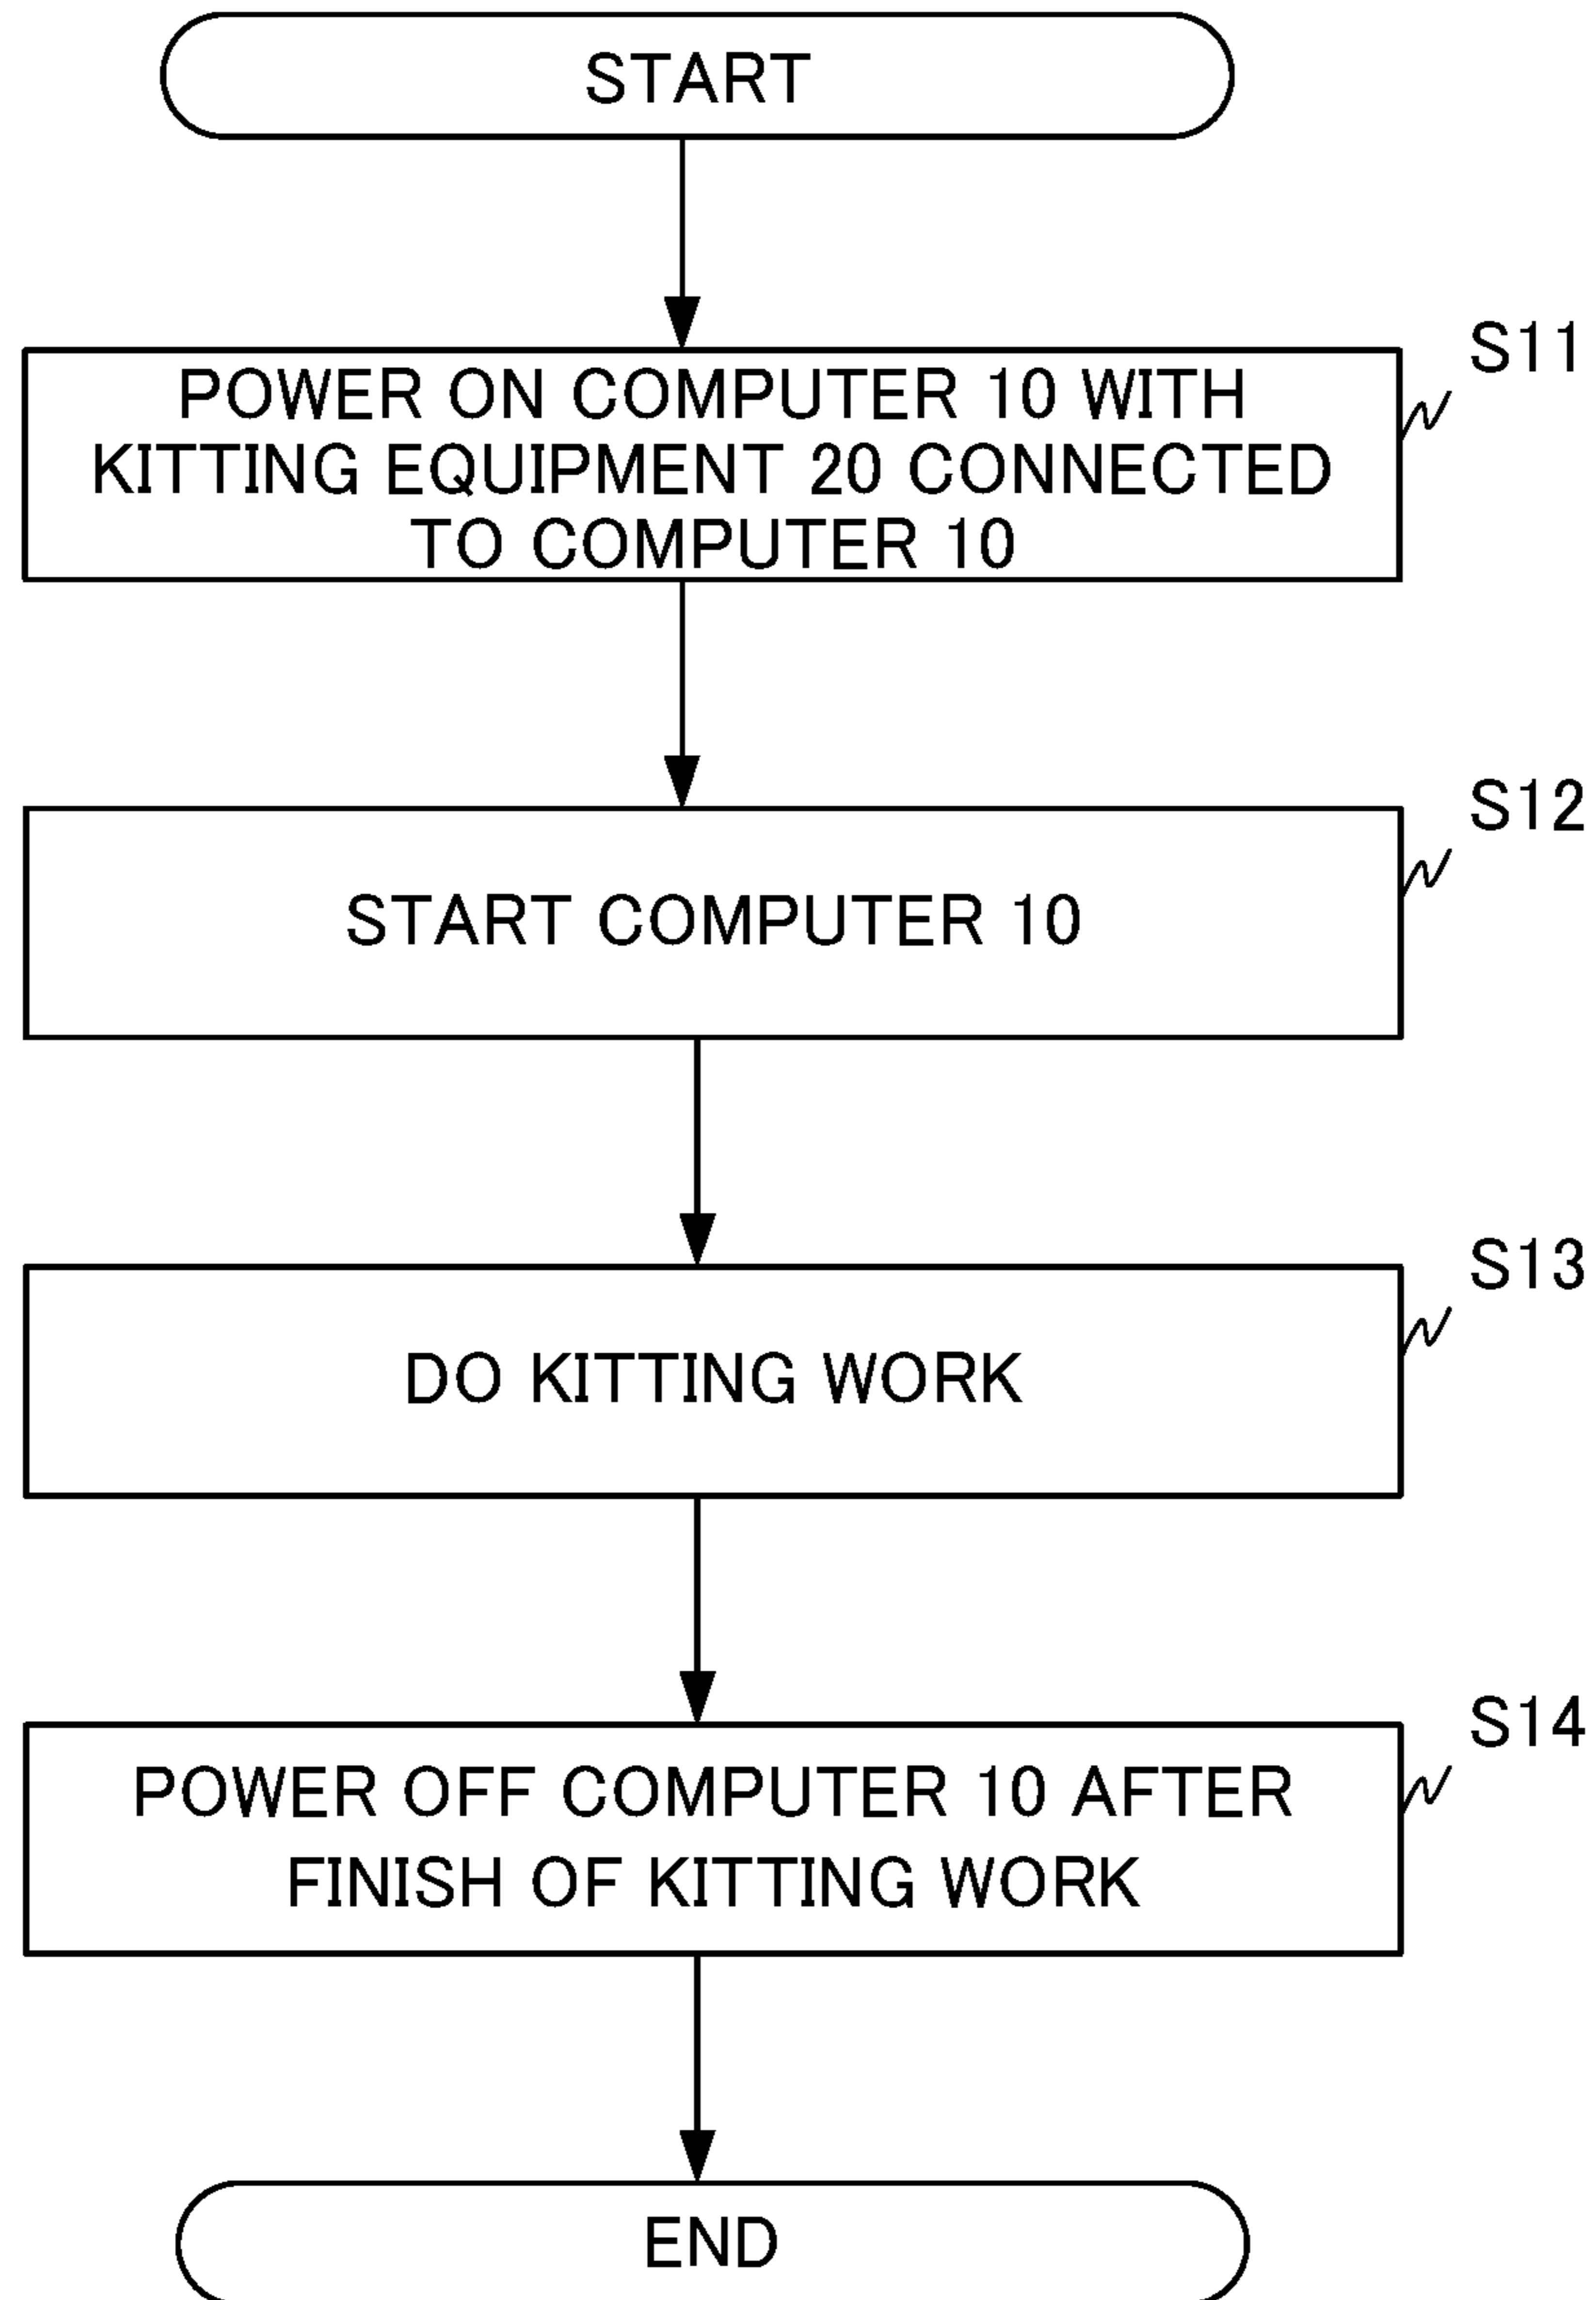 START
S11
POWER ON COMPUTER 10 WITH
KITTING EQUIPMENT 20 CONNECTED
TO COMPUTER 10
S12
START COMPUTER 10
S13
DO KITTING WORK
S14
POWER OFF COMPUTER 10 AFTER
FINISH OF KITTING WORK
END